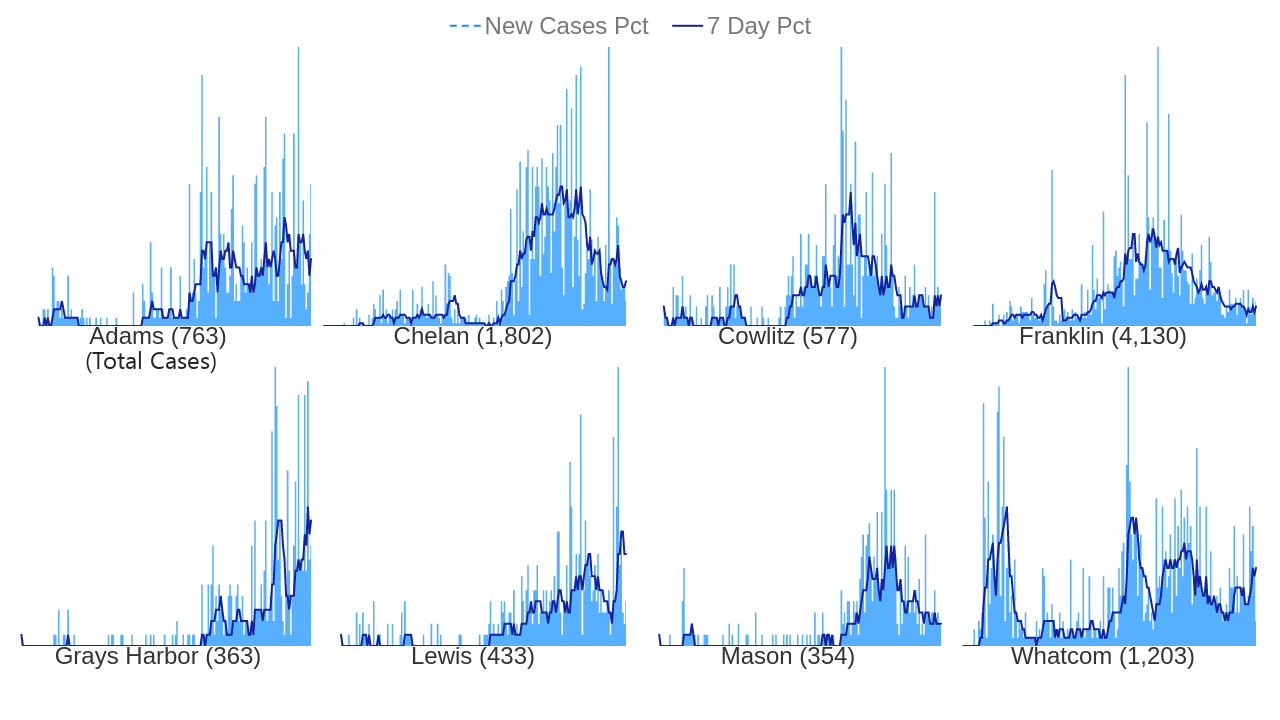 New Cases Pct 7 Day Pct
Adams (763) Chelan (1,802) Cowlitz (577) Franklin (4,130)
(Total Cases)
Grays Harbor (363) Lewis (433) Mason (354) Whatcom (1,203)